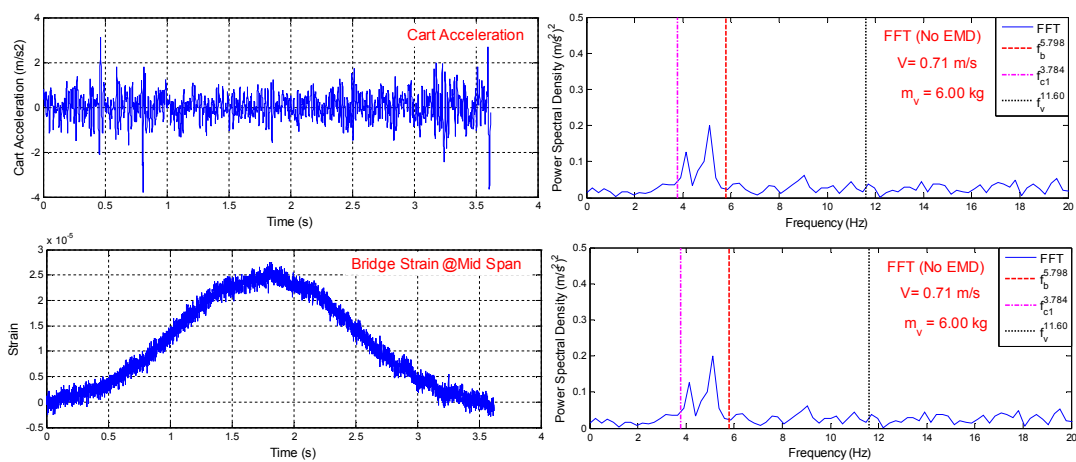 Cart Acceleration (m/s2)
4
2
0
-2
-4
Cart Acceleration
0 0.5 1 1.5 2 2.5 3 3.5 4
Time (s)
Power Spectral Density (m/s²)²
0.5
0.4
0.3
0.2
0.1
0
FFT (No EMD)
V= 0.71 m/s
m_v = 6.00 kg
FFT
f_b^5.798
f_c1^3.784
f_v^11.60
0 2 4 6 8 10 12 14 16 18 20
Frequency (Hz)
Strain
x 10^-5
3
2.5
2
1.5
1
0.5
0
-0.5
Bridge Strain @Mid Span
0 0.5 1 1.5 2 2.5 3 3.5 4
Time (s)
Power Spectral Density (m/s²)²
0.5
0.4
0.3
0.2
0.1
0
FFT (No EMD)
V= 0.71 m/s
m_v = 6.00 kg
FFT
f_b^5.798
f_c1^3.784
f_v^11.60
0 2 4 6 8 10 12 14 16 18 20
Frequency (Hz)